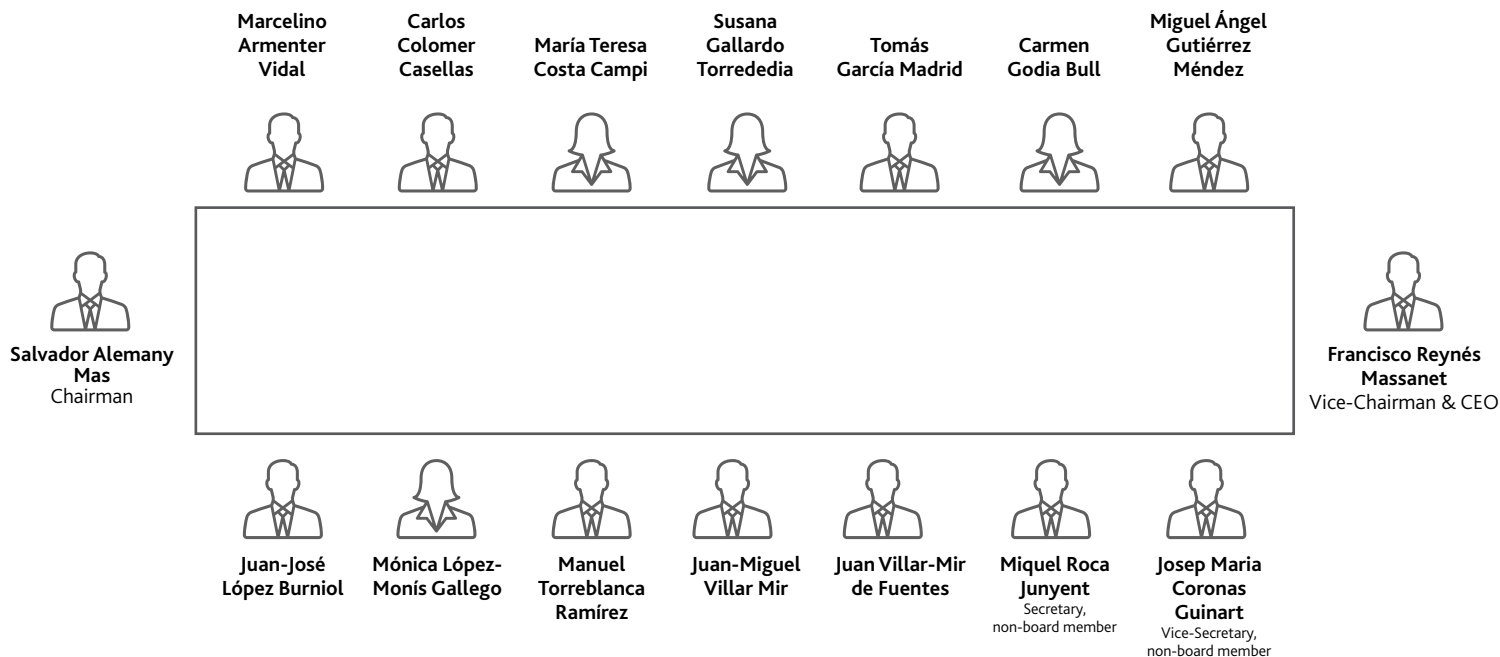 Marcelino
Armenter
Vidal
Carlos
Colomer
Casellas
María Teresa
Costa Campi
Susana
Gallardo
Torrededia
Tomás
García Madrid
Carmen
Godia Bull
Miguel Ángel
Gutiérrez
Méndez
Salvador Alemany
Mas
Chairman
Francisco Reynés
Massanet
Vice-Chairman & CEO
Juan-José
López Burniol
Mónica López-
Monís Gallego
Manuel
Torreblanca
Ramírez
Juan-Miguel
Villar Mir
Juan Villar-Mir
de Fuentes
Miquel Roca
Junyent
Secretary,
non-board member
Josep Maria
Coronas
Guinart
Vice-Secretary,
non-board member